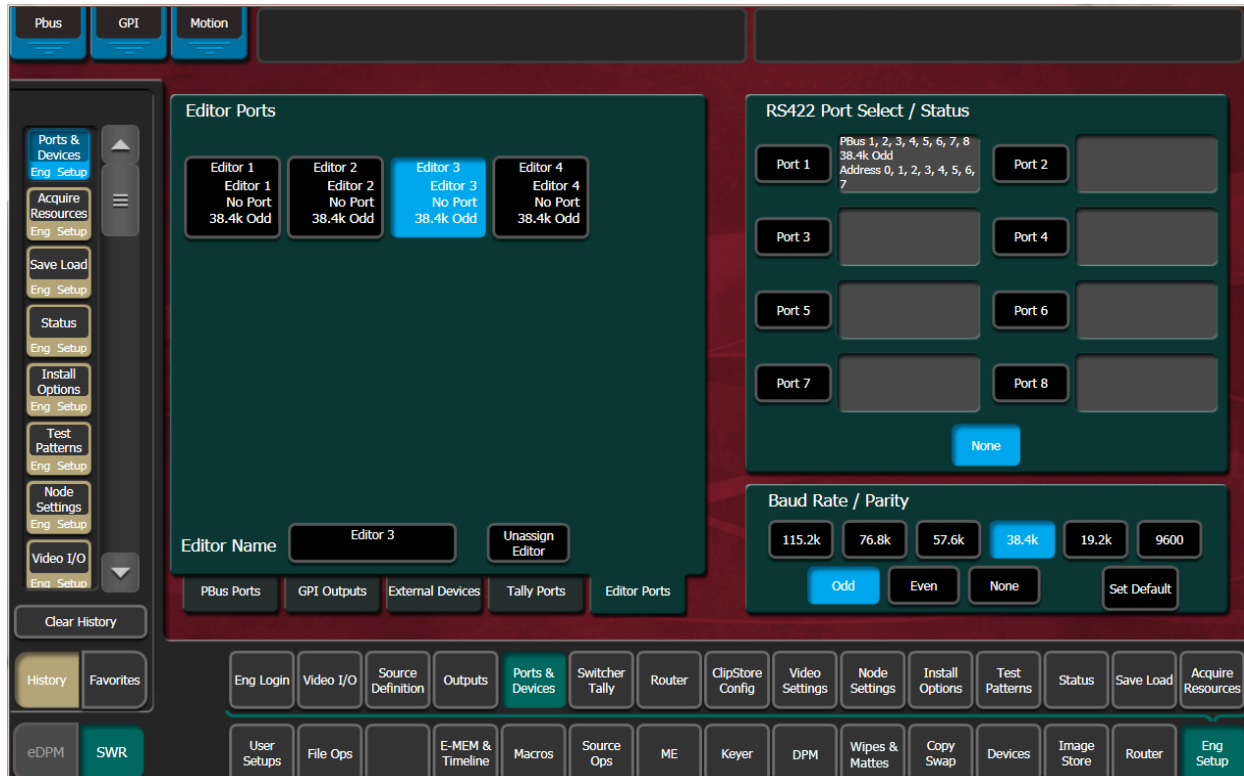 Pbus
GPI
Motion
Ports &
Devices
Eng Setup
Acquire
Resources
Eng Setup
Save Load
Eng Setup
Status
Eng Setup
Install
Options
Eng Setup
Test
Patterns
Eng Setup
Node
Settings
Eng Setup
Video I/O
Eng Setup
Clear History
History
Favorites
eDPM
SWR
Editor Ports
Editor 1
Editor 1
No Port
38.4k Odd
Editor 2
Editor 2
No Port
38.4k Odd
Editor 3
Editor 3
No Port
38.4k Odd
Editor 4
Editor 4
No Port
38.4k Odd
Editor Name
Editor 3
Unassign
Editor
PBus Ports
GPI Outputs
External Devices
Tally Ports
Editor Ports
RS422 Port Select / Status
Port 1
PBus 1, 2, 3, 4, 5, 6, 7, 8
38.4k Odd
Address 0, 1, 2, 3, 4, 5, 6,
7
Port 2
Port 3
Port 4
Port 5
Port 6
Port 7
Port 8
None
Baud Rate / Parity
115.2k
76.8k
57.6k
38.4k
19.2k
9600
Odd
Even
None
Set Default
Eng Login
Video I/O
Source
Definition
Outputs
Ports &
Devices
Switcher
Tally
Router
ClipStore
Config
Video
Settings
Node
Settings
Install
Options
Test
Patterns
Status
Save Load
Acquire
Resources
User
Setups
File Ops
E-MEM &
Timeline
Macros
Source
Ops
ME
Keyer
DPM
Wipes &
Mattes
Copy
Swap
Devices
Image
Store
Router
Eng
Setup